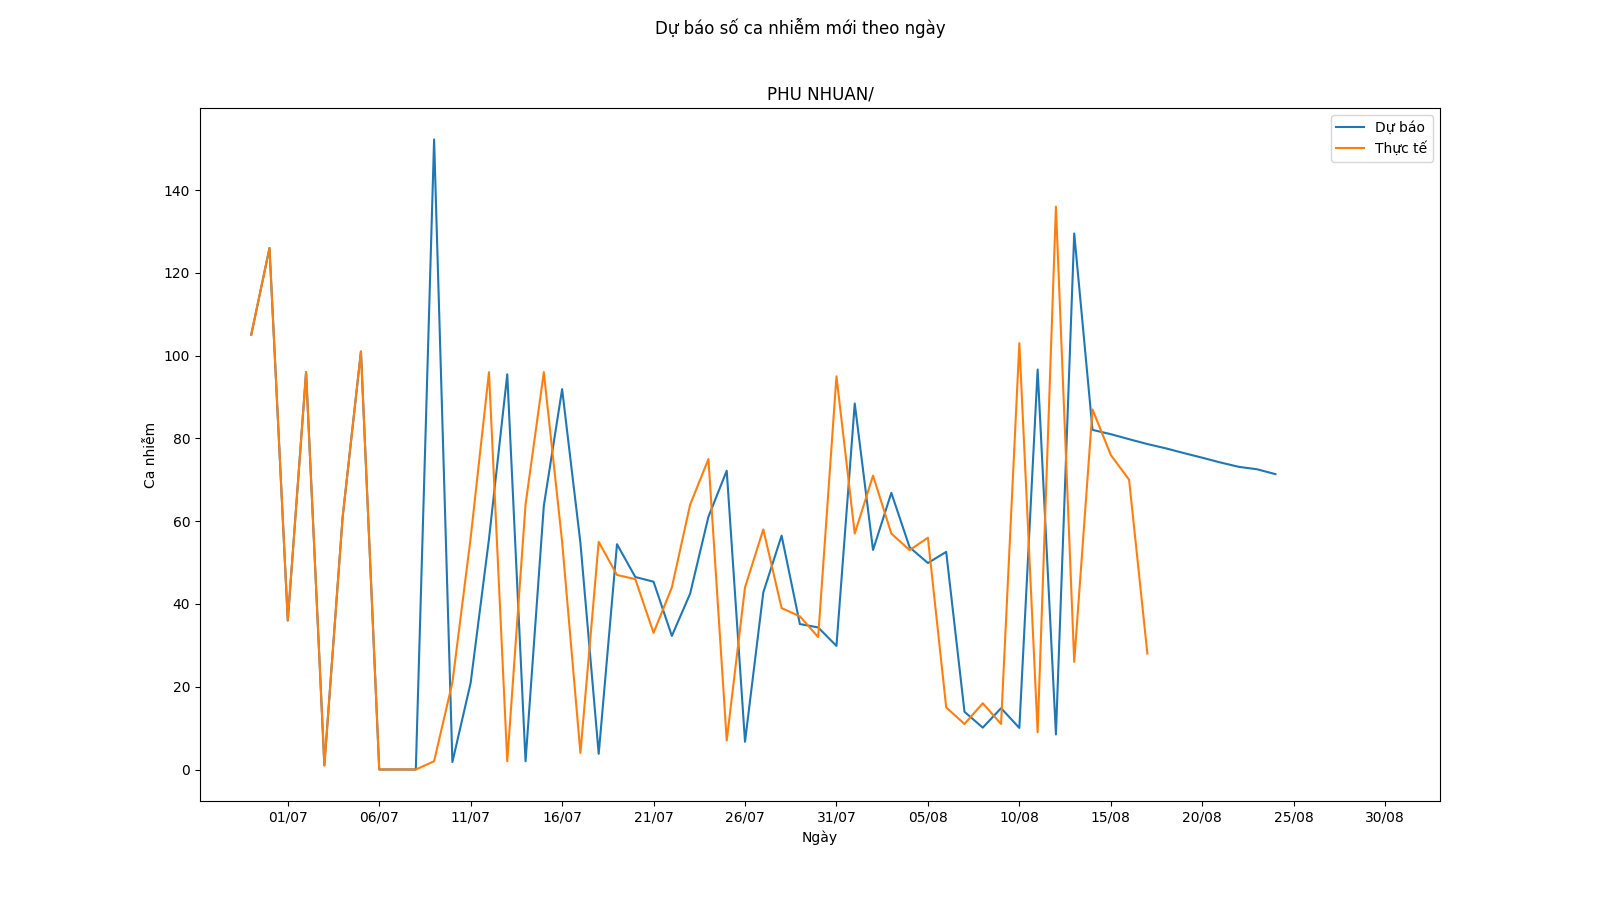 Dự báo số ca nhiễm mới theo ngày
PHU NHUAN/
Dự báo
Thực tế
140
120
100
80
60
40
20
0
Ca nhiễm
01/07 06/07 11/07 16/07 21/07 26/07 31/07 05/08 10/08 15/08 20/08 25/08 30/08
Ngày